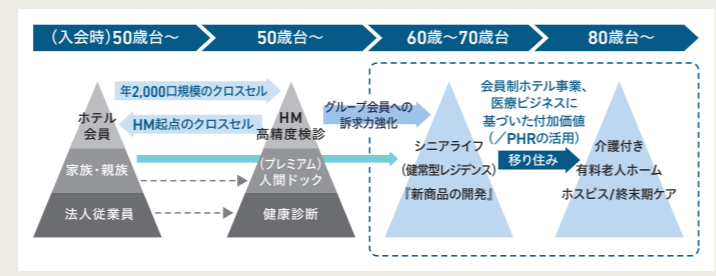 (入会時)50歳台～
50歳台～
60歳～70歳台
80歳台～
年2,000口規模のクロスセル
HM起点のクロスセル
ホテル
会員
家族・親族
法人従業員
HM
高精度検診
(プレミアム)
人間ドック
健康診断
グループ会員への
訴求力強化
シニアライフ
(健常型レジデンス)
『新商品の開発』
会員制ホテル事業、
医療ビジネスに
基づいた付加価値
(／PHRの活用)
移り住み
介護付き
有料老人ホーム
ホスピス/終末期ケア